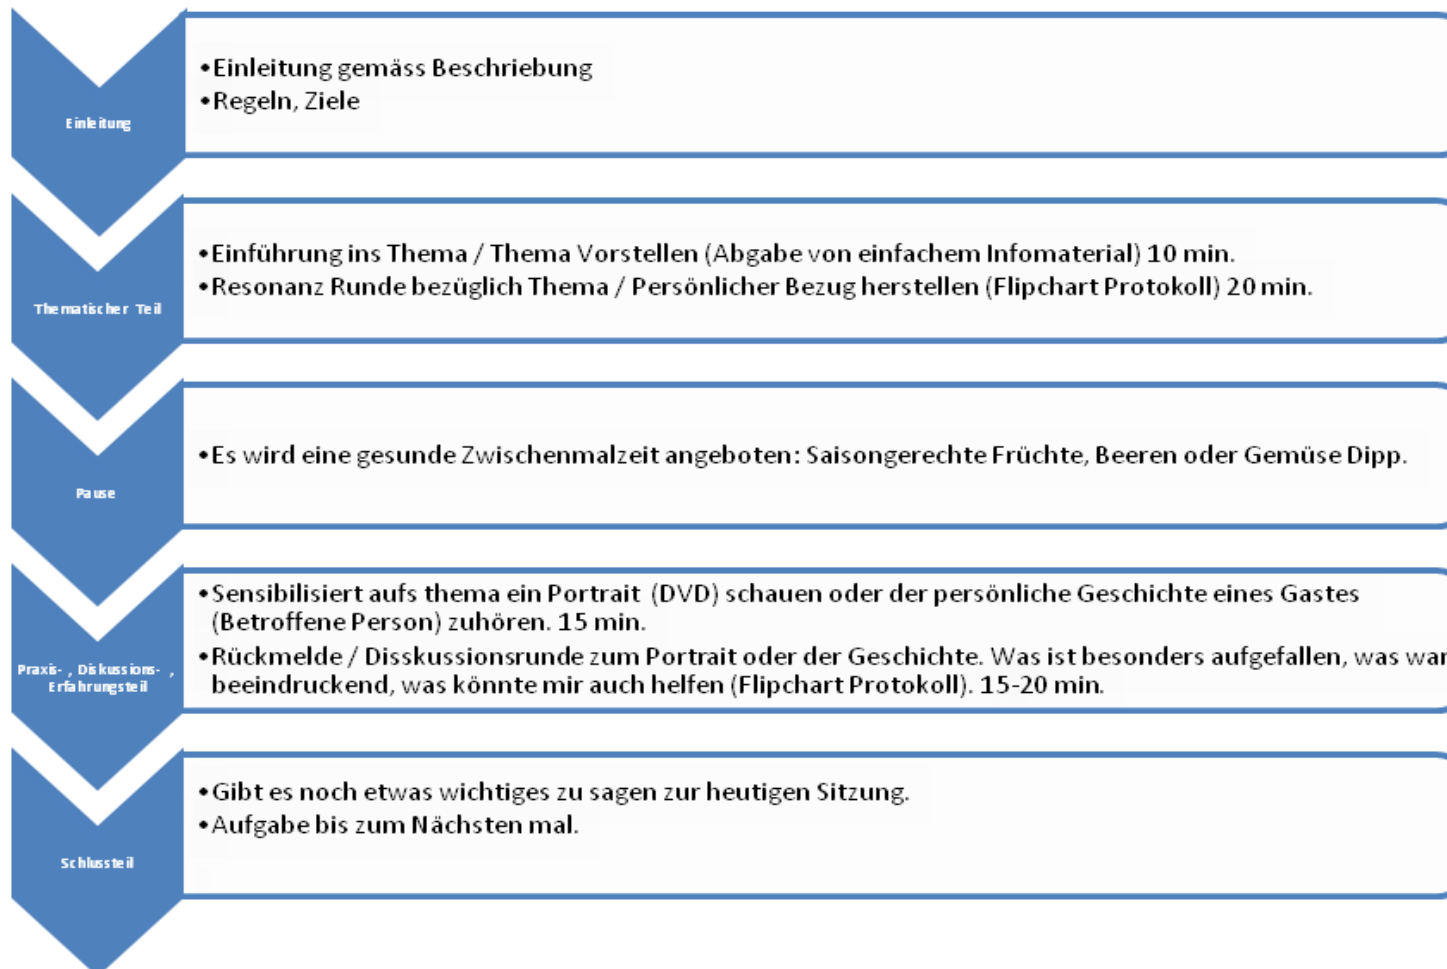 Einleitung
•Einleitung gemäss Beschriebung
•Regeln, Ziele
Thematischer Teil
•Einführung ins Thema / Thema Vorstellen (Abgabe von einfachem Infomaterial) 10 min.
•Resonanz Runde bezüglich Thema / Persönlicher Bezug herstellen (Flipchart Protokoll) 20 min.
Pause
•Es wird eine gesunde Zwischenmalzeit angeboten: Saisongerechte Früchte, Beeren oder Gemüse Dipp.
Praxis- , Diskussions- ,
Erfahrungsteil
•Sensibilisiert aufs thema ein Portrait (DVD) schauen oder der persönliche Geschichte eines Gastes
(Betroffene Person) zuhören. 15 min.
•Rückmelde / Disskussionsrunde zum Portrait oder der Geschichte. Was ist besonders aufgefallen, was war
beeindruckend, was könnte mir auch helfen (Flipchart Protokoll). 15-20 min.
Schlussteil
•Gibt es noch etwas wichtiges zu sagen zur heutigen Sitzung.
•Aufgabe bis zum Nächsten mal.